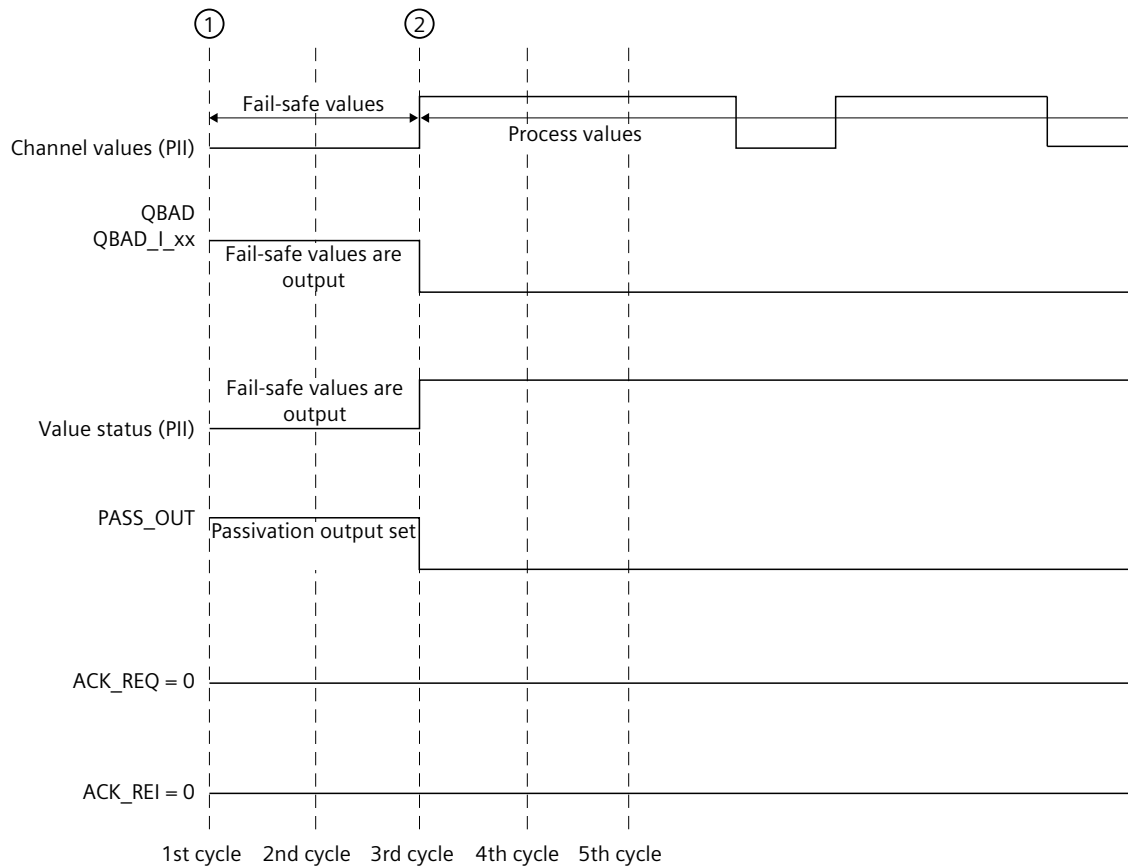 ① ②
Fail-safe values
Process values
Channel values (PII)
QBAD
QBAD_I_xx
Fail-safe values are
output
Fail-safe values are
output
Value status (PII)
PASS_OUT
Passivation output set
ACK_REQ = 0
ACK_REI = 0
1st cycle 2nd cycle 3rd cycle 4th cycle 5th cycle